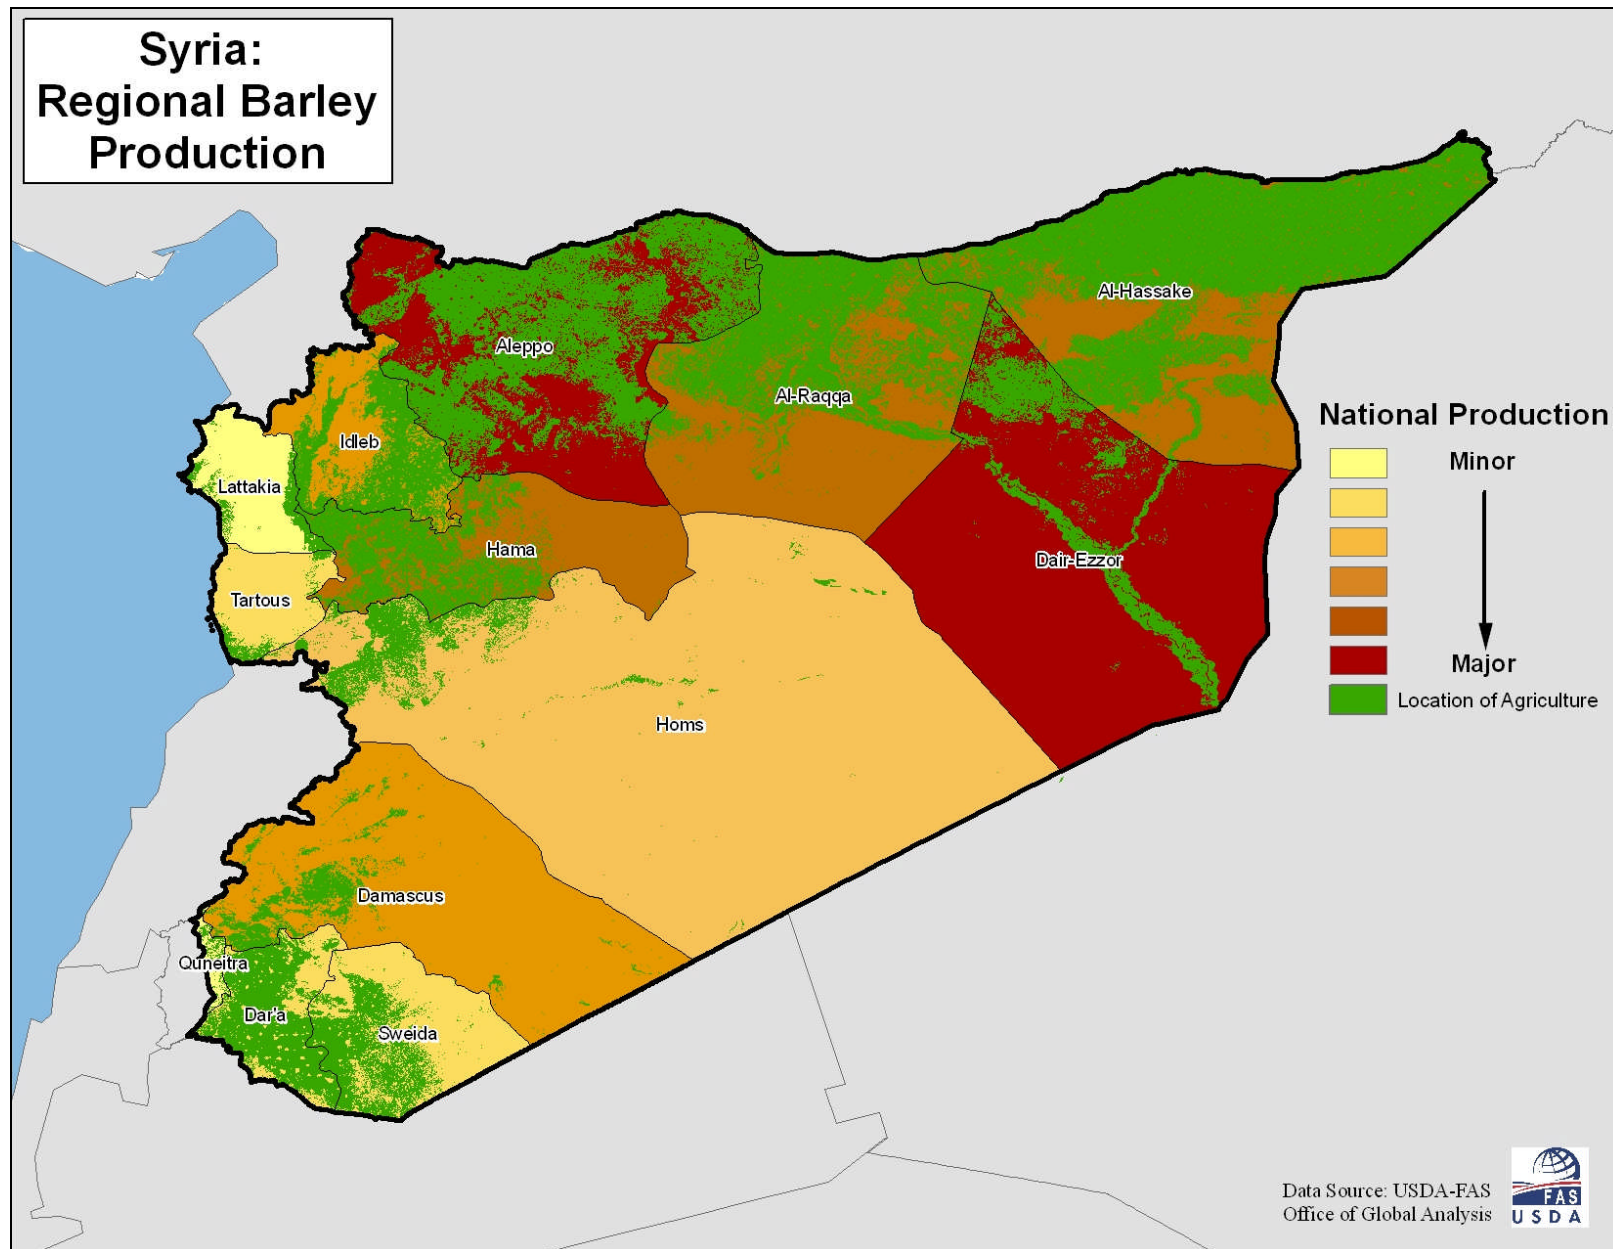 Syria:
Regional Barley
Production
Al-Hassake
Aleppo
Al-Raqqa
Idleb
Lattakia
Hama
Dair-Ezzor
Tartous
Homs
Damascus
Quneitra
Dar'a
Sweida
National Production
Minor
Major
Location of Agriculture
Data Source: USDA-FAS
Office of Global Analysis
FAS
USDA